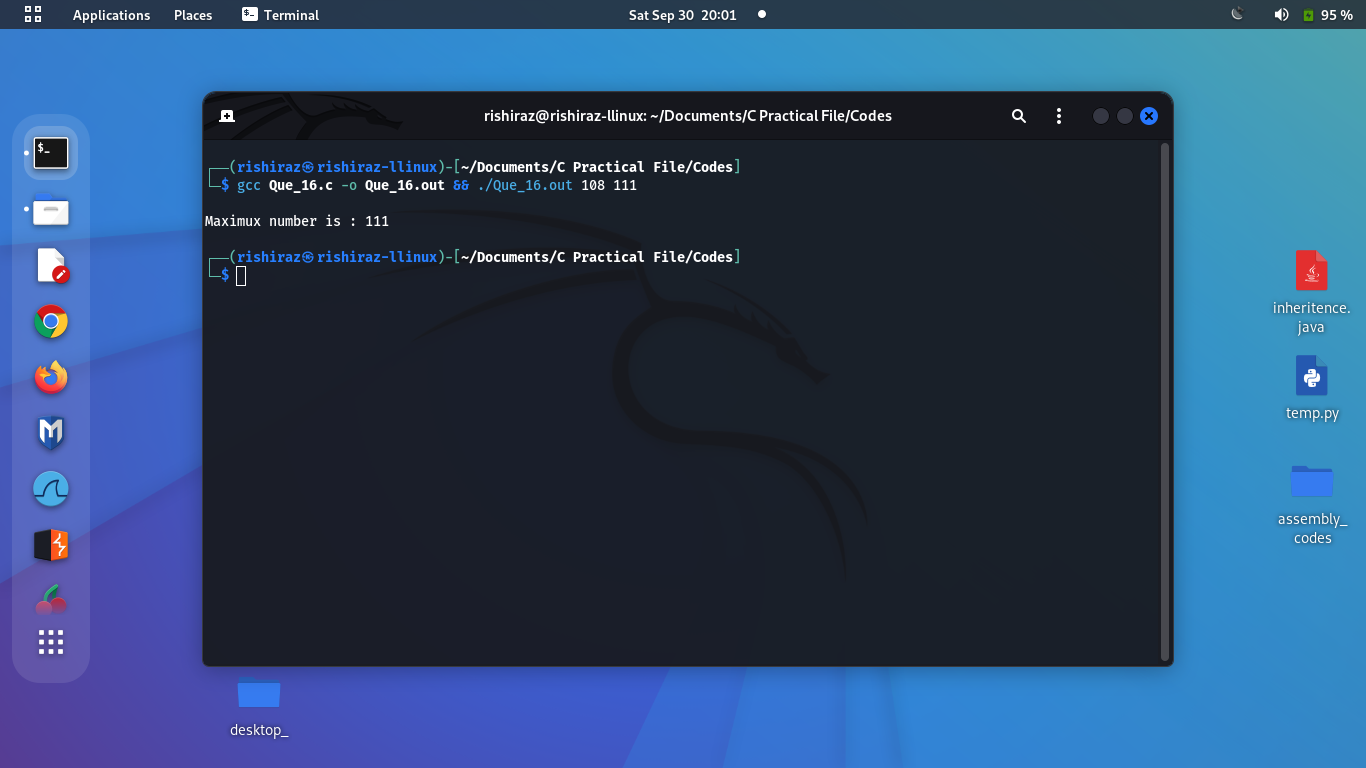 Applications Places Terminal Sat Sep 30 20:01 95 %
rishiraz@rishiraz-llinux: ~/Documents/C Practical File/Codes
┌──(rishiraz㉿rishiraz-llinux)-[~/Documents/C Practical File/Codes]
└─$ gcc Que_16.c -o Que_16.out && ./Que_16.out 108 111
Maximux number is : 111
┌──(rishiraz㉿rishiraz-llinux)-[~/Documents/C Practical File/Codes]
└─$
inheritence.
java
temp.py
assembly_
codes
desktop_